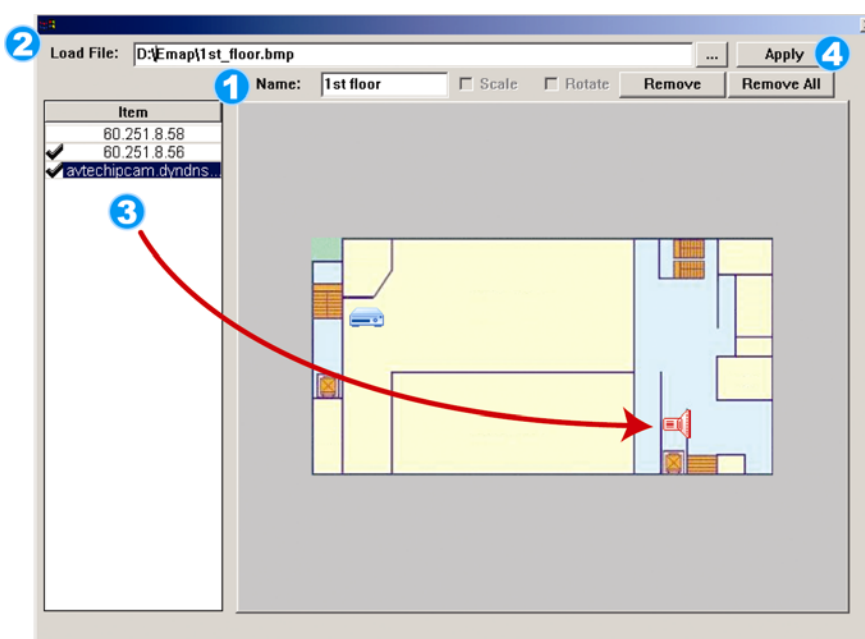 2 Load File: D:\Emap\1st_floor.bmp ... Apply 4
1 Name: 1st floor Scale Rotate Remove Remove All
Item
60.251.8.58
60.251.8.56
avtechipcam.dyndns...
3